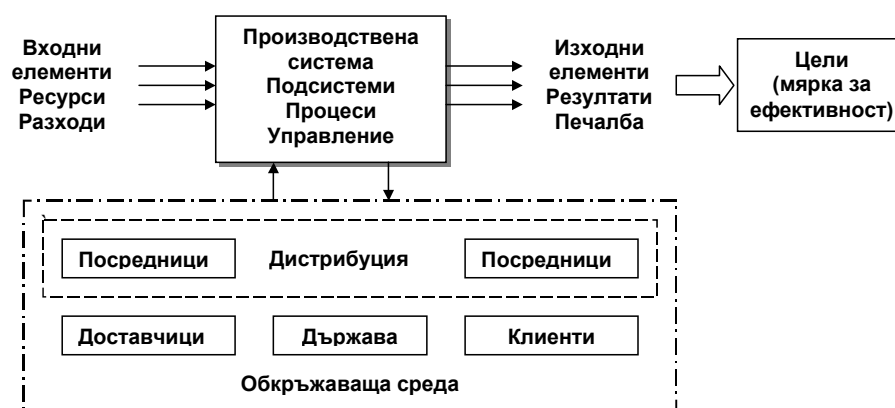 Входни
елементи
Ресурси
Разходи
Производствена
система
Подсистеми
Процеси
Управление
Изходни
елементи
Резултати
Печалба
Цели
(мярка за
ефективност)
Посредници
Дистрибуция
Посредници
Доставчици
Държава
Клиенти
Обкръжаваща среда